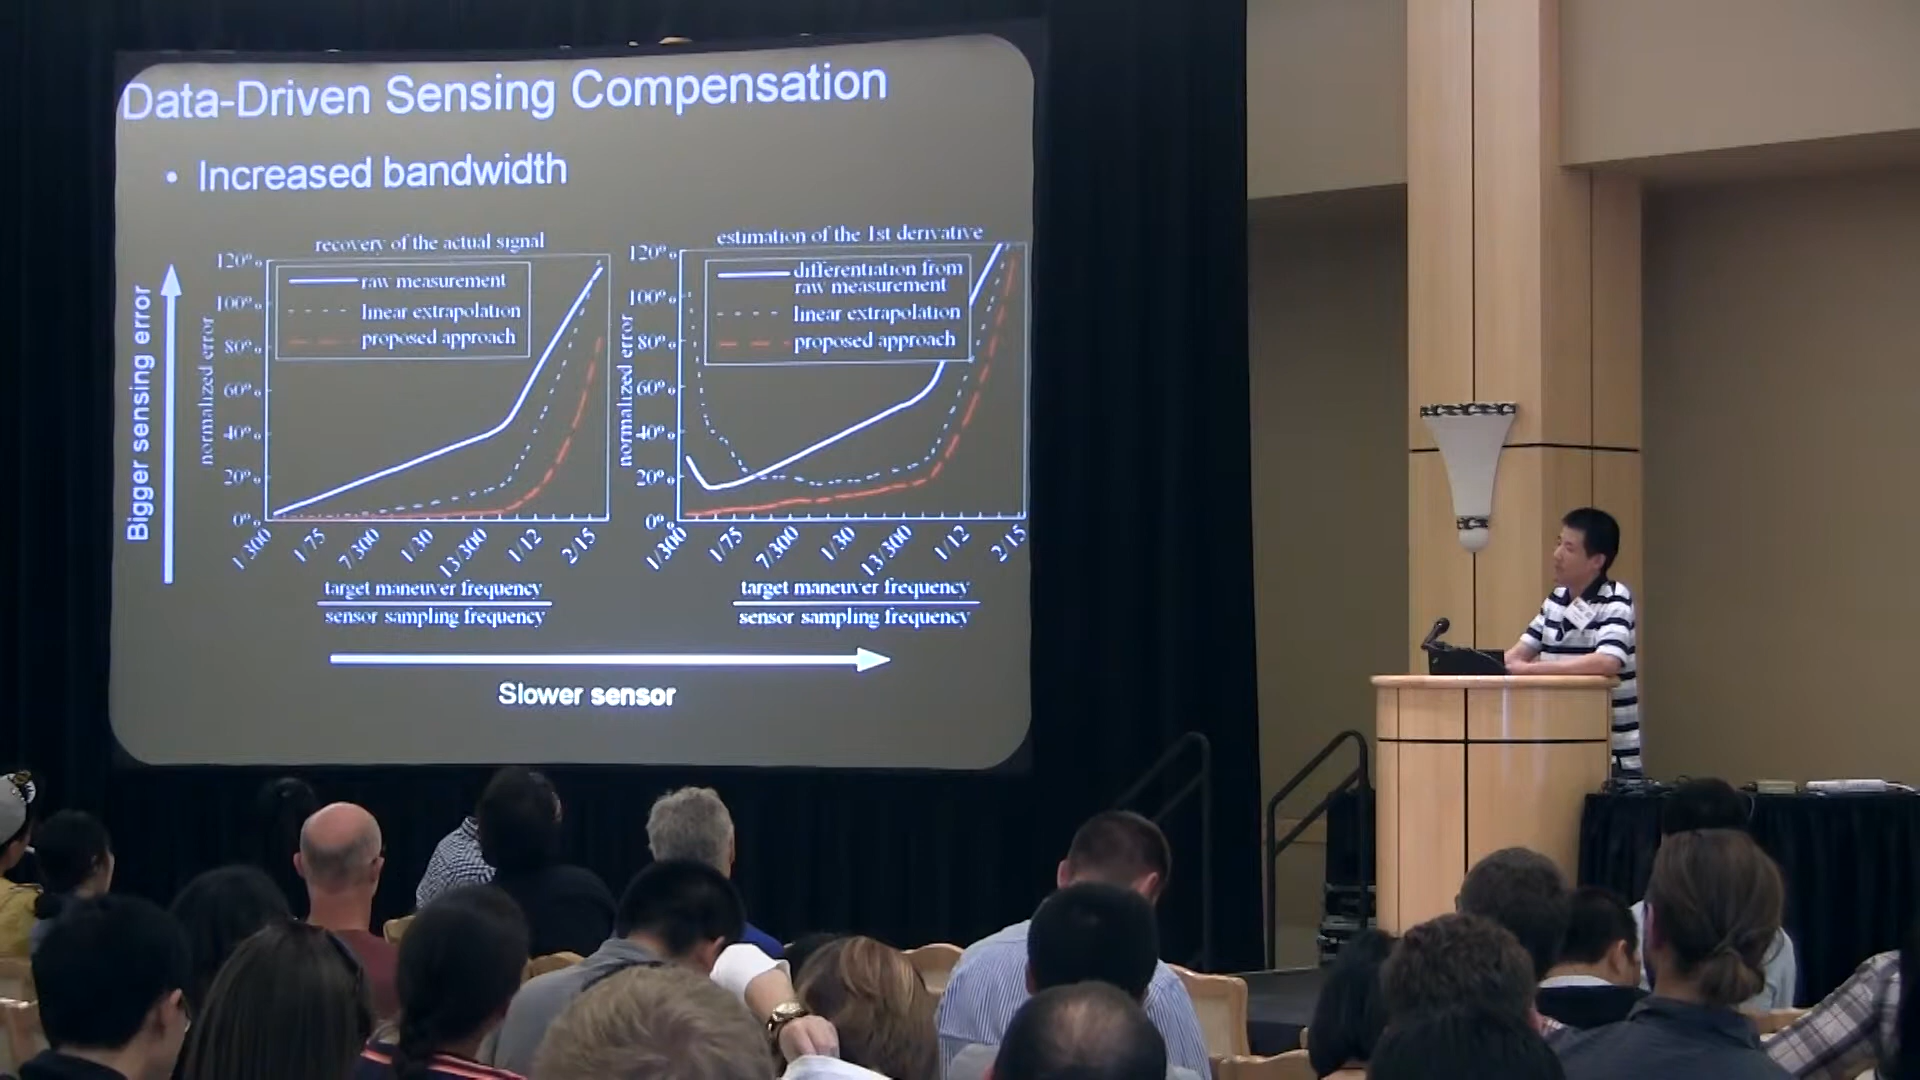 Data-Driven Sensing Compensation
• Increased bandwidth
Bigger sensing error
recovery of the actual signal
normalized error
120%
100%
80%
60%
40%
20%
0%
raw measurement
linear extrapolation
proposed approach
1/300
1/75
7/300
1/30
13/300
1/12
2/15
target maneuver frequency
sensor sampling frequency
estimation of the 1st derivative
normalized error
120%
100%
80%
60%
40%
20%
0%
differentiation from
raw measurement
linear extrapolation
proposed approach
1/300
1/75
7/300
1/30
13/300
1/12
2/15
target maneuver frequency
sensor sampling frequency
Slower sensor